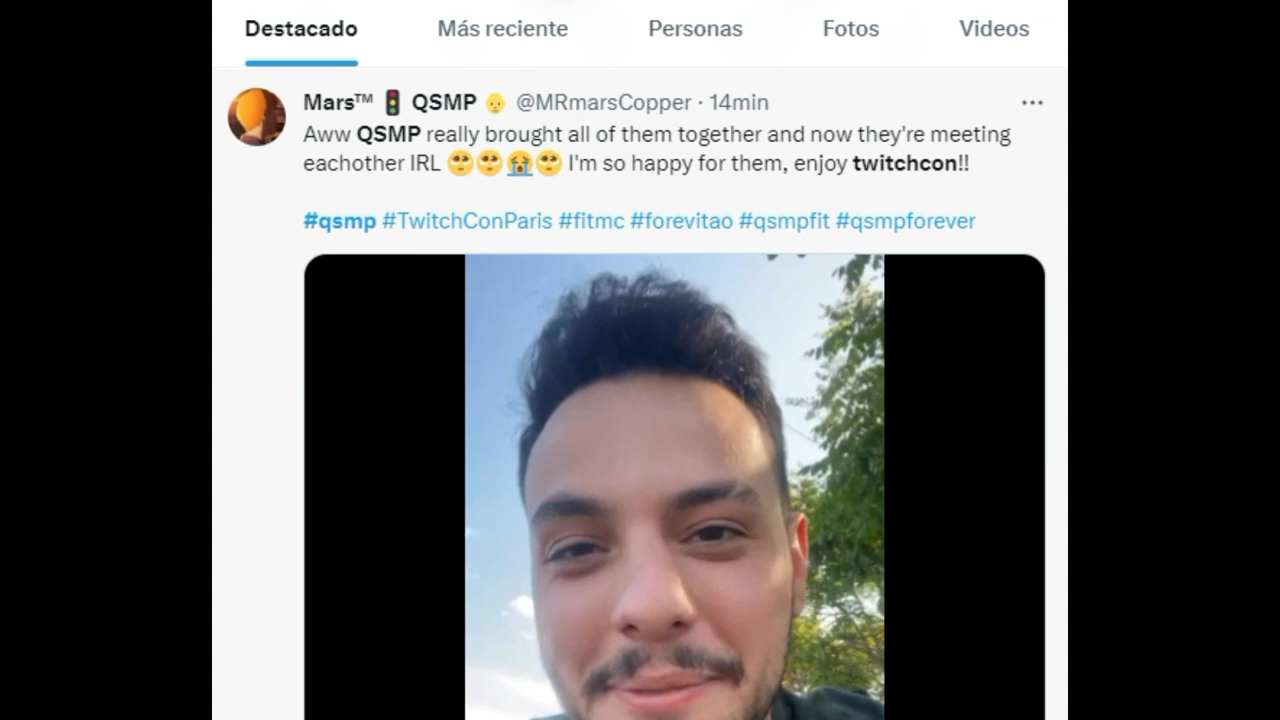 Destacado Más reciente Personas Fotos Videos
Mars™ 🚦 QSMP 👴 @MRmarsCopper · 14min
Aww QSMP really brought all of them together and now they're meeting
eachother IRL 🥺🥺😭🥺 I'm so happy for them, enjoy twitchcon!!
#qsmp #TwitchConParis #fitmc #forevitao #qsmpfit #qsmpforever